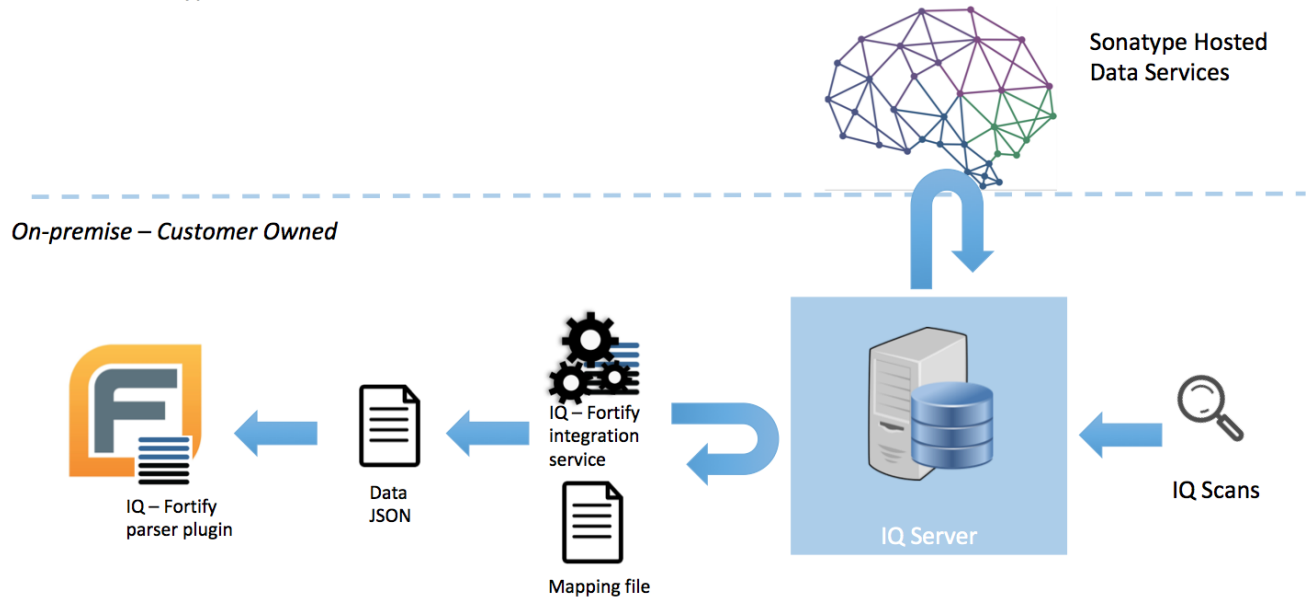 Sonatype Hosted
Data Services
On-premise – Customer Owned
IQ – Fortify
integration
service
IQ – Fortify
parser plugin
Data
JSON
Mapping file
IQ Server
IQ Scans